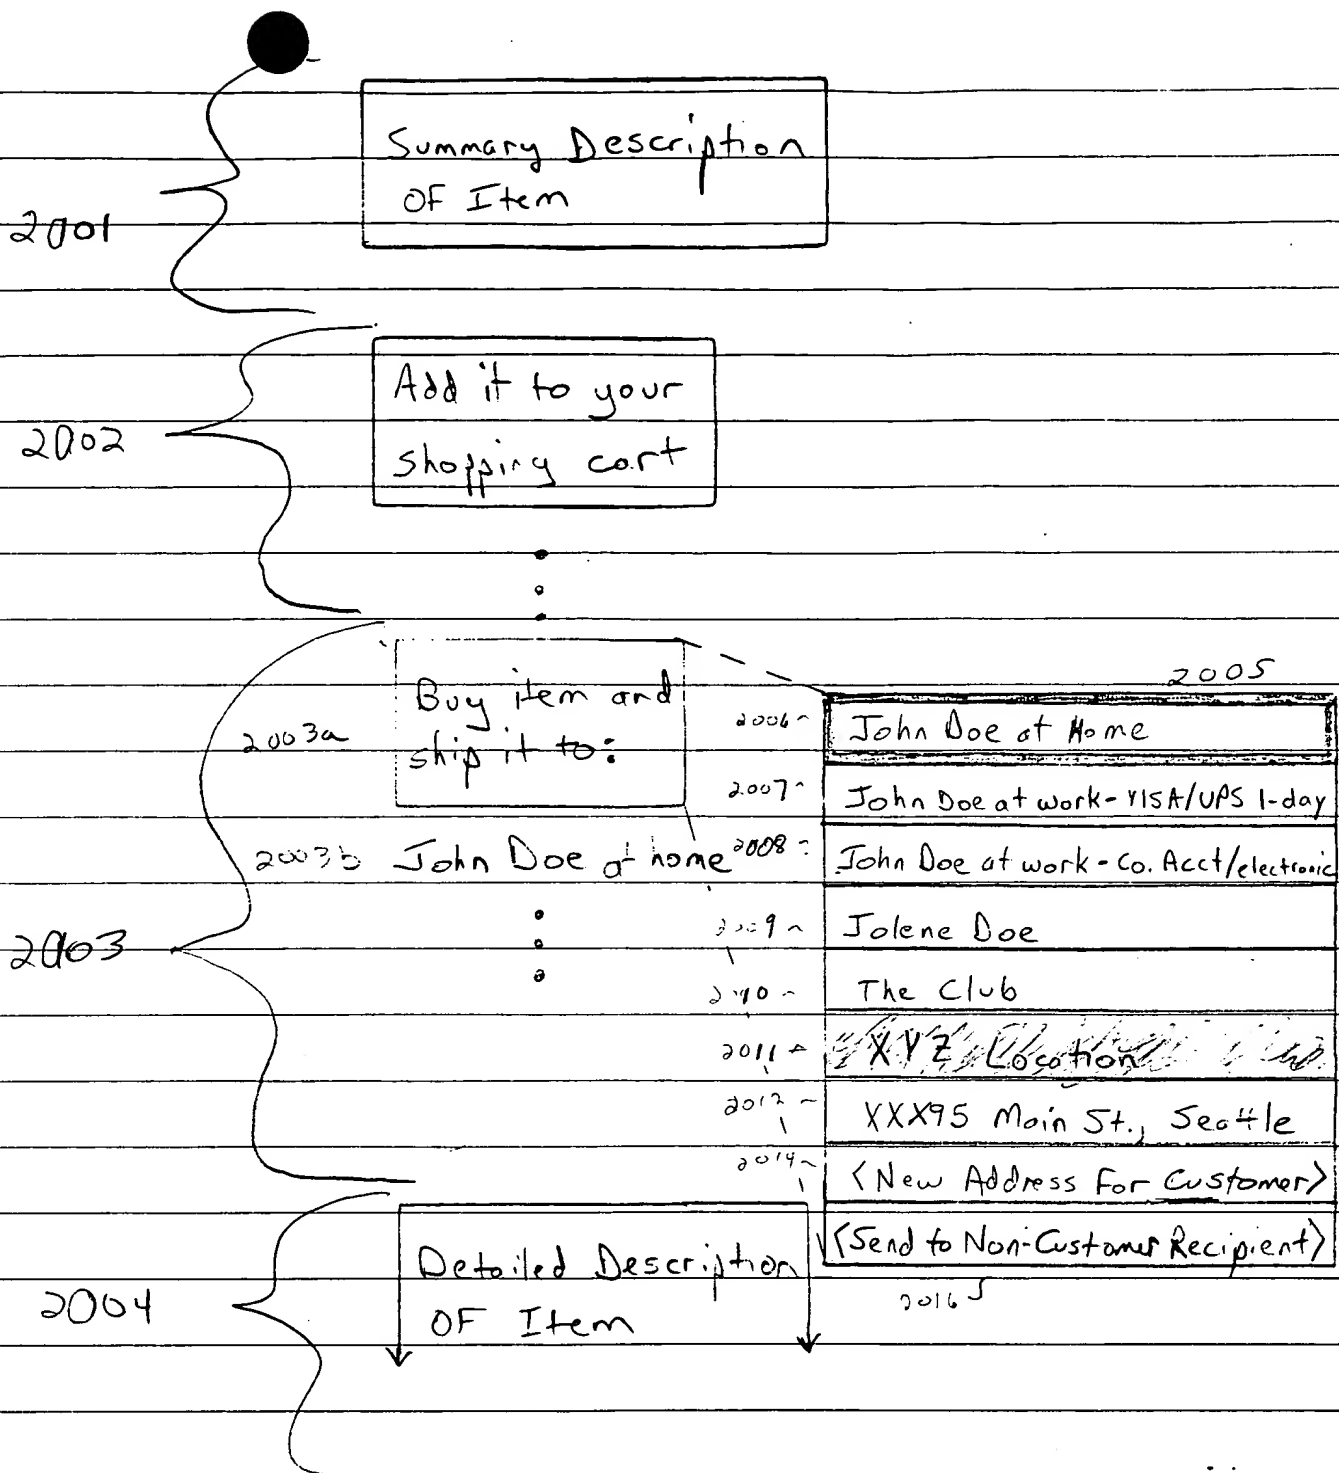 Summary Description
OF Item
2001
Add it to your
shopping cart
2002
2005
Buy item and
ship it to:
2003a
2006
John Doe at Home
2007
John Doe at work-VISA/UPS 1-day
2003b
John Doe at home
2008
John Doe at work-Co. Acct/electronic
2009
Jolene Doe
2003
2010
The Club
2011
XYZ Location
2012
XXX95 Main St., Seattle
2014
<New Address For Customer>
<Send to Non-Customer Recipient>
2016
Detailed Description
OF Item
2004